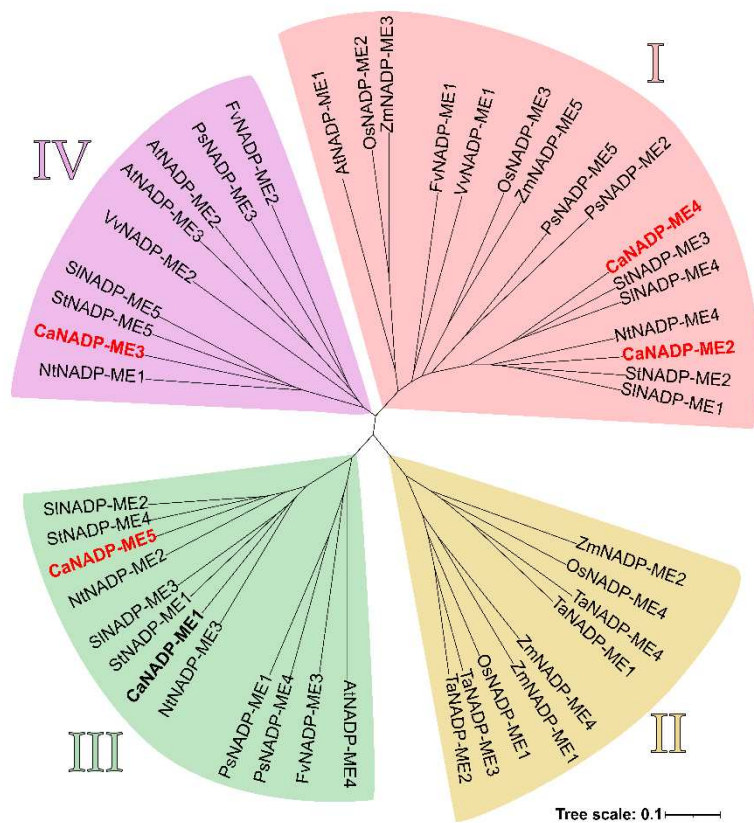 I
AtNADP-ME1
OsNADP-ME2
ZmNADP-ME3
FvNADP-ME1
VvNADP-ME1
OsNADP-ME3
ZmNADP-ME5
PsNADP-ME5
PsNADP-ME2
CaNADP-ME4
StNADP-ME3
SlNADP-ME4
NtNADP-ME4
CaNADP-ME2
StNADP-ME2
SlNADP-ME1
IV
FvNADP-ME2
PsNADP-ME3
AtNADP-ME2
AtNADP-ME3
VvNADP-ME2
SlNADP-ME5
StNADP-ME5
CaNADP-ME3
NtNADP-ME1
III
SlNADP-ME2
StNADP-ME4
CaNADP-ME5
NtNADP-ME2
SlNADP-ME3
StNADP-ME1
CaNADP-ME1
NtNADP-ME3
PsNADP-ME1
PsNADP-ME4
FvNADP-ME3
AtNADP-ME4
II
ZmNADP-ME2
OsNADP-ME4
TaNADP-ME4
TaNADP-ME1
ZmNADP-ME4
ZmNADP-ME1
OsNADP-ME1
TaNADP-ME3
TaNADP-ME2
Tree scale: 0.1